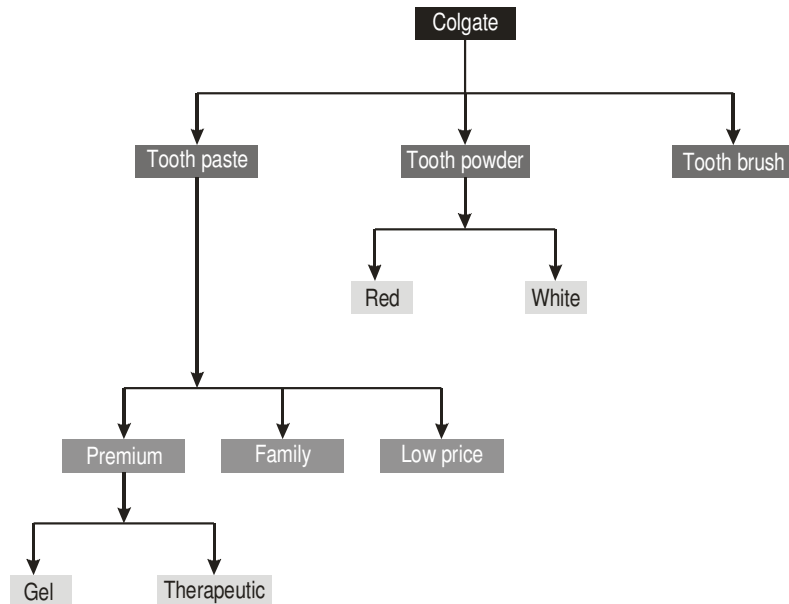 Colgate
Tooth paste
Tooth powder
Tooth brush
Red
White
Premium
Family
Low price
Gel
Therapeutic